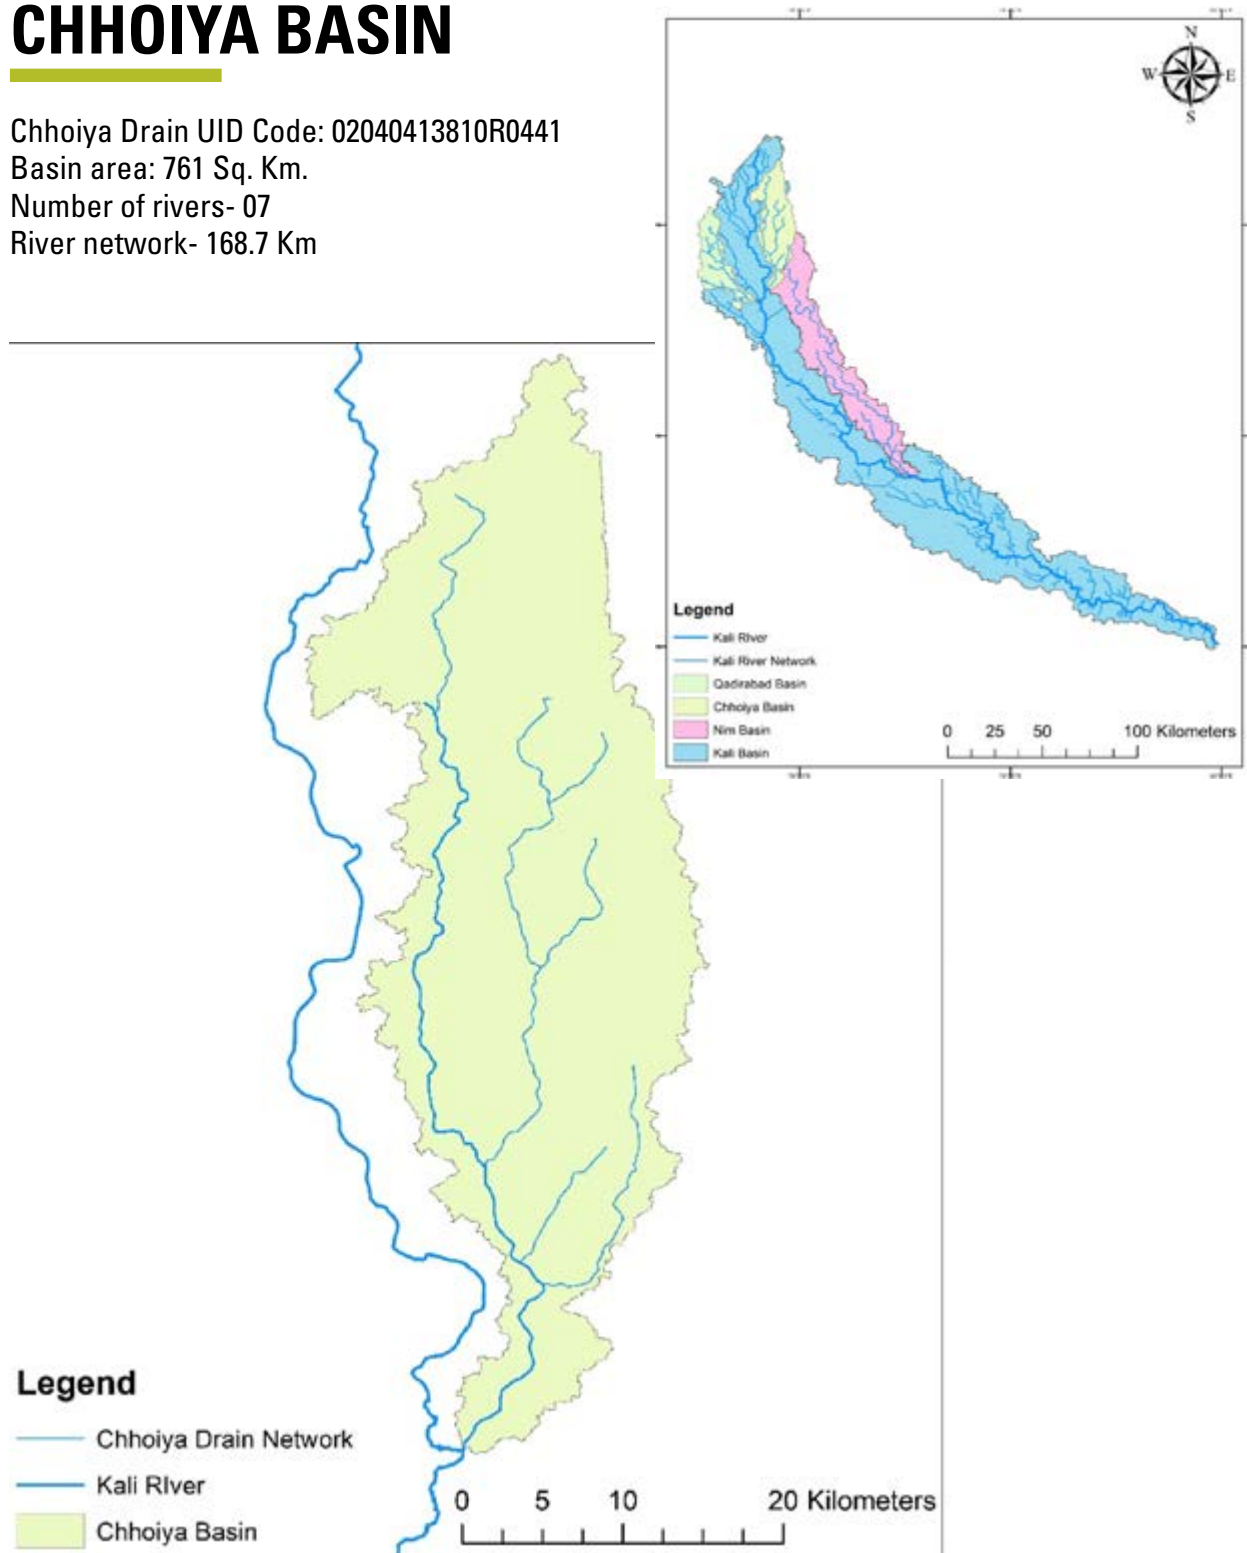 CHHOIYA BASIN
Chhoiya Drain UID Code: 02040413810R0441
Basin area: 761 Sq. Km.
Number of rivers- 07
River network- 168.7 Km
N
W E
S
Legend
Kali RIver
Kali River Network
Qadirabad Basin
Chhoiya Basin
Nim Basin
Kali Basin
0 25 50 100 Kilometers
Legend
Chhoiya Drain Network
Kali RIver
Chhoiya Basin
0 5 10 20 Kilometers